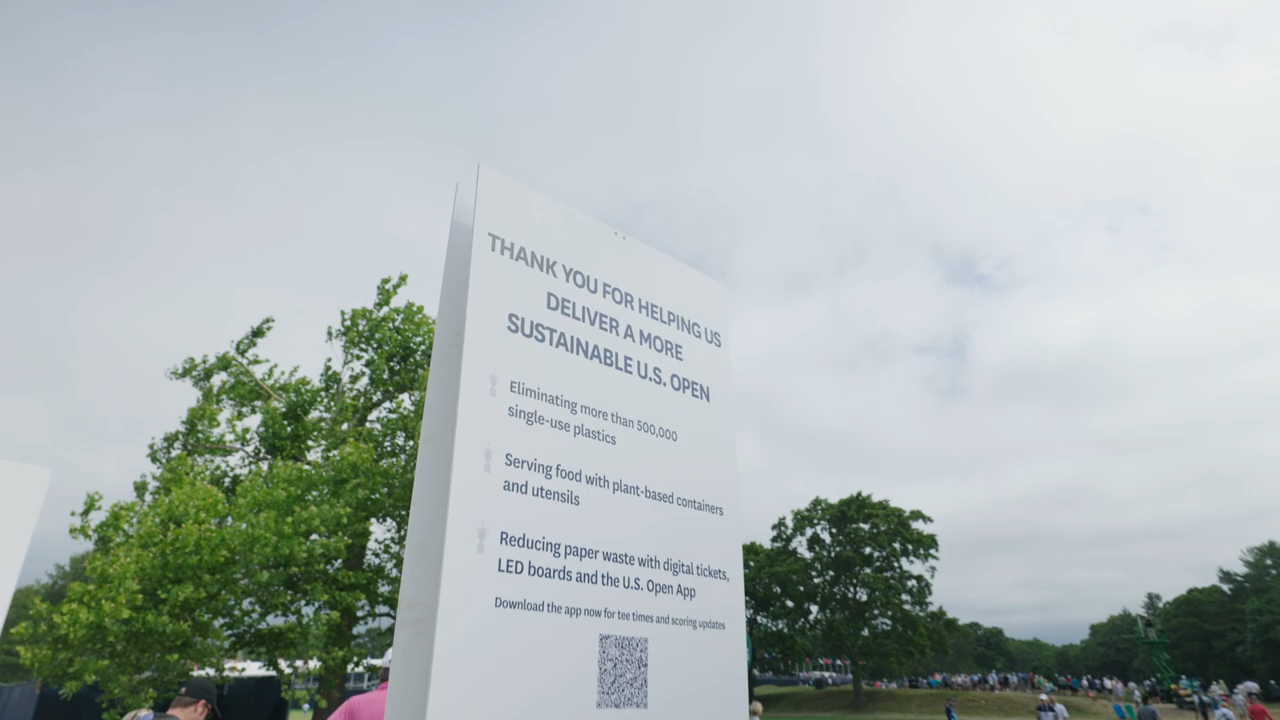 THANK YOU FOR HELPING US
DELIVER A MORE
SUSTAINABLE U.S. OPEN
Eliminating more than 500,000
single-use plastics
Serving food with plant-based containers
and utensils
Reducing paper waste with digital tickets,
LED boards and the U.S. Open App
Download the app now for tee times and scoring updates